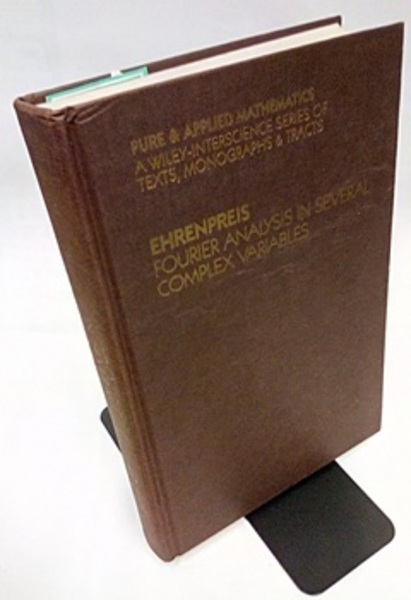 PURE & APPLIED MATHEMATICS
A WILEY-INTERSCIENCE SERIES OF
TEXTS, MONOGRAPHS & TRACTS
EHRENPREIS
FOURIER ANALYSIS IN SEVERAL
COMPLEX VARIABLES